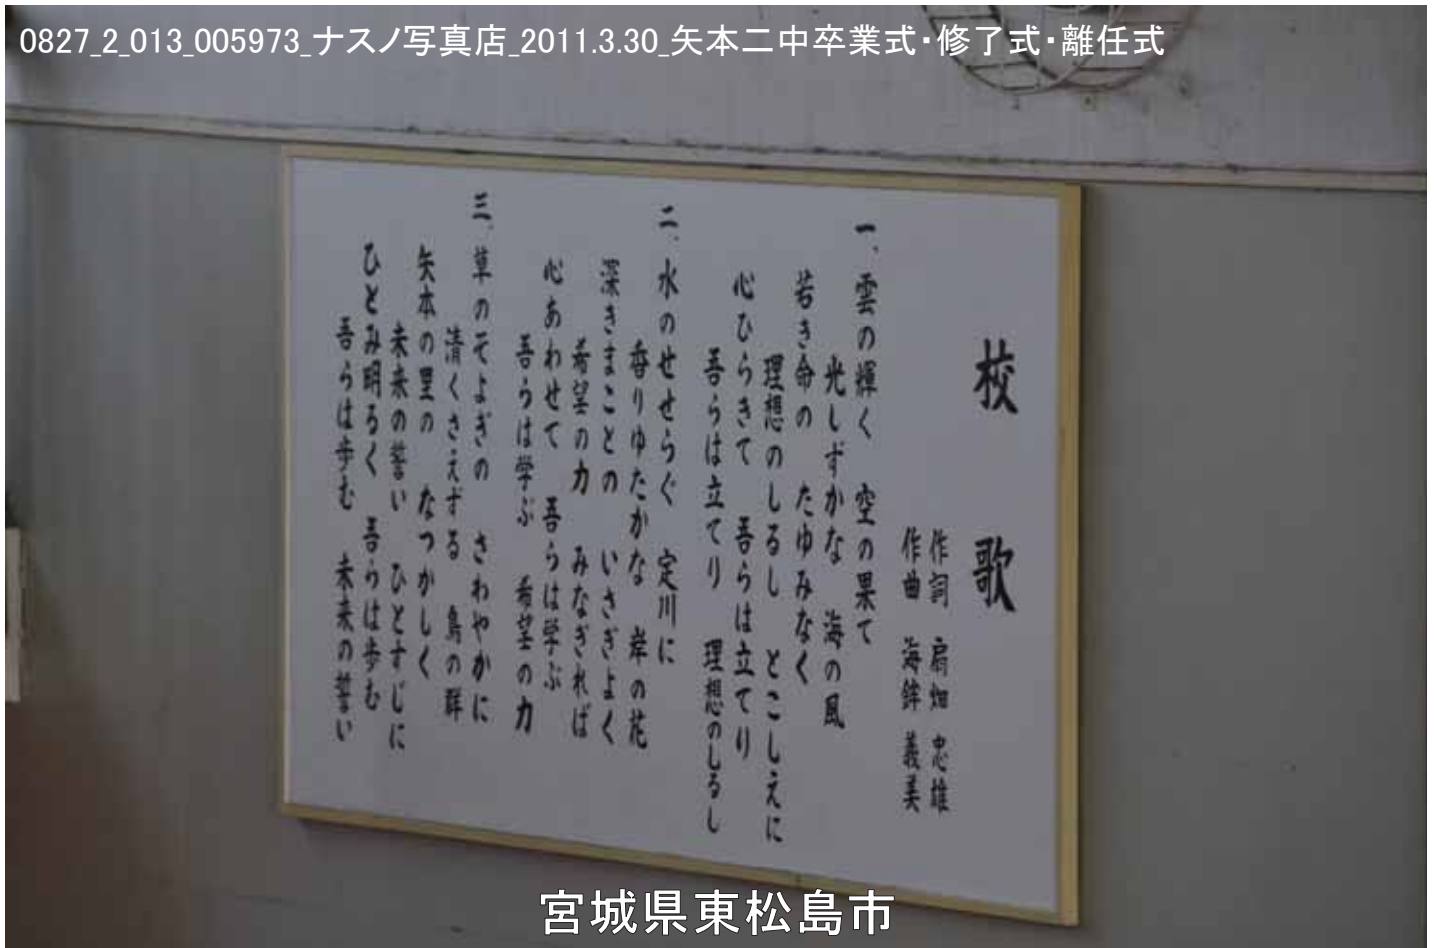 0827_2_013_005973_ナスノ写真店_2011.3.30_矢本二中卒業式・修了式・離任式
校歌
作詞 扇畑 忠雄
作曲 海鋒 義美
一、雲の輝く 空の果て
光しずかな 海の風
若き命の たゆみなく
理想のしるし とこしえに
心ひらきて 吾らは立てり
吾らは立てり 理想のしるし
二、水のせせらぐ 定川に
香りゆたかな 岸の花
深きまことの いさぎよく
希望の力 みなぎれば
心あわせて 吾らは学ぶ
吾らは学ぶ 希望の力
三、草のそよぎの さわやかに
清くさえずる 鳥の群
矢本の里の なつかしく
未来の誓い ひとすじに
ひとみ明るく 吾らは歩む
吾らは歩む 未来の誓い
宮城県東松島市